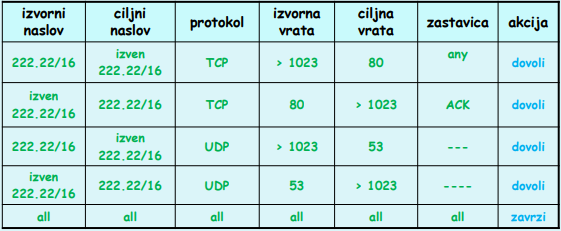 izvorni naslov ciljni naslov protokol izvorna vrata ciljna vrata zastavica akcija
222.22/16 izven 222.22/16 TCP > 1023 80 any dovoli
izven 222.22/16 222.22/16 TCP 80 > 1023 ACK dovoli
222.22/16 izven 222.22/16 UDP > 1023 53 --- dovoli
izven 222.22/16 222.22/16 UDP 53 > 1023 ---- dovoli
all all all all all all zavrzi